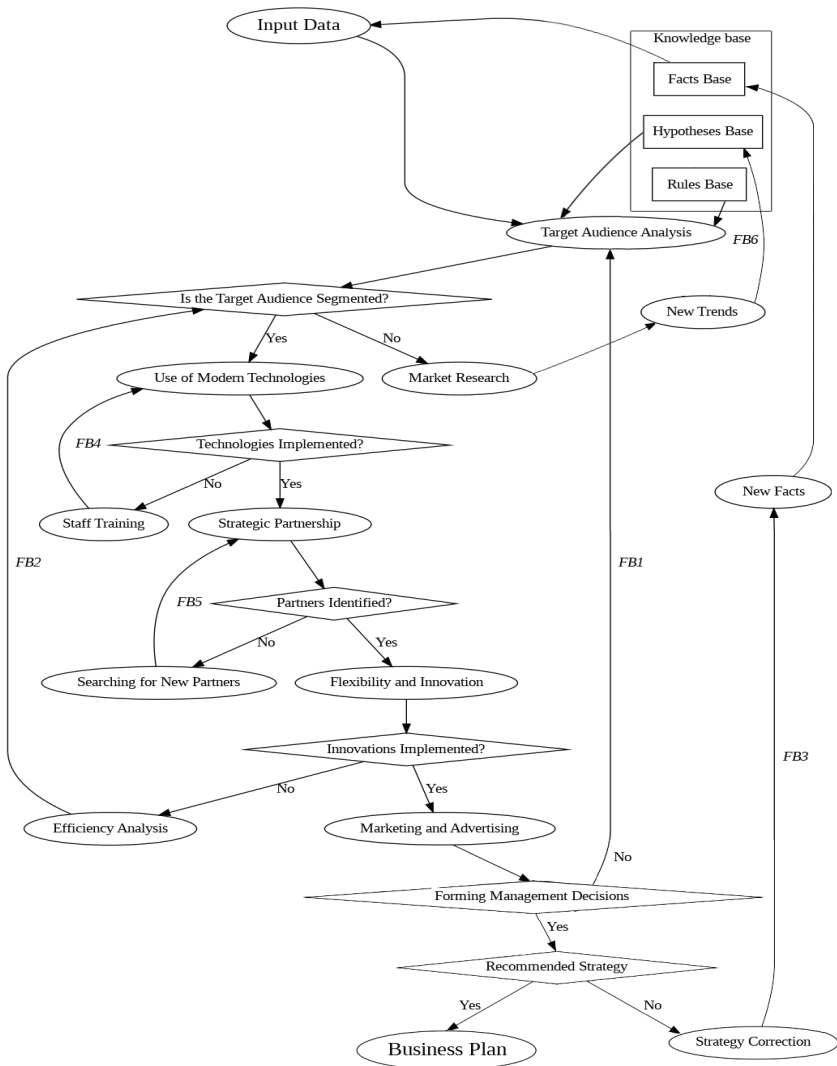 Input Data
Knowledge base
Facts Base
Hypotheses Base
Rules Base
Target Audience Analysis
FB6
Is the Target Audience Segmented?
New Trends
Yes
No
Use of Modern Technologies
Market Research
FB4
Technologies Implemented?
No
Yes
New Facts
Staff Training
Strategic Partnership
FB2
FB1
FB5
Partners Identified?
No
Yes
Searching for New Partners
Flexibility and Innovation
Innovations Implemented?
FB3
No
Yes
Efficiency Analysis
Marketing and Advertising
No
Forming Management Decisions
Yes
Recommended Strategy
Yes
No
Business Plan
Strategy Correction